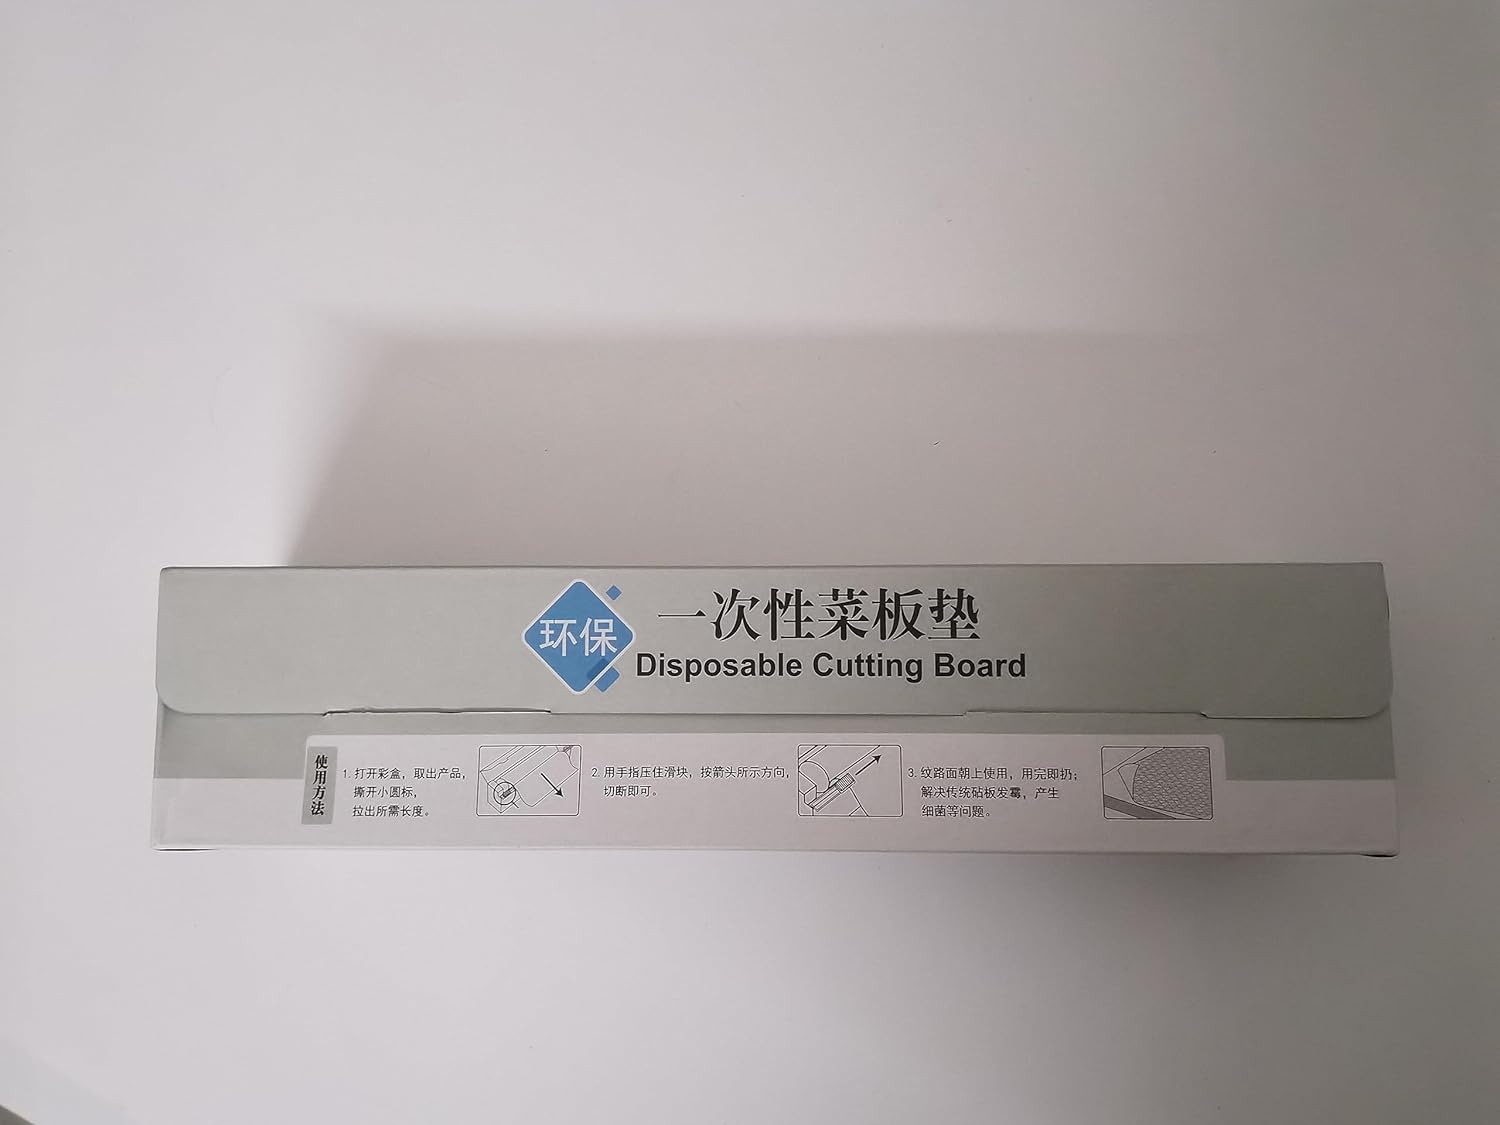 环保
一次性菜板垫
Disposable Cutting Board
使用方法
1. 打开彩盒，取出产品，
撕开小圆标，
拉出所需长度。
2. 用手指压住滑块，按箭头所示方向，
切断即可。
3. 纹路面朝上使用，用完即扔；
解决传统砧板发霉，产生
细菌等问题。